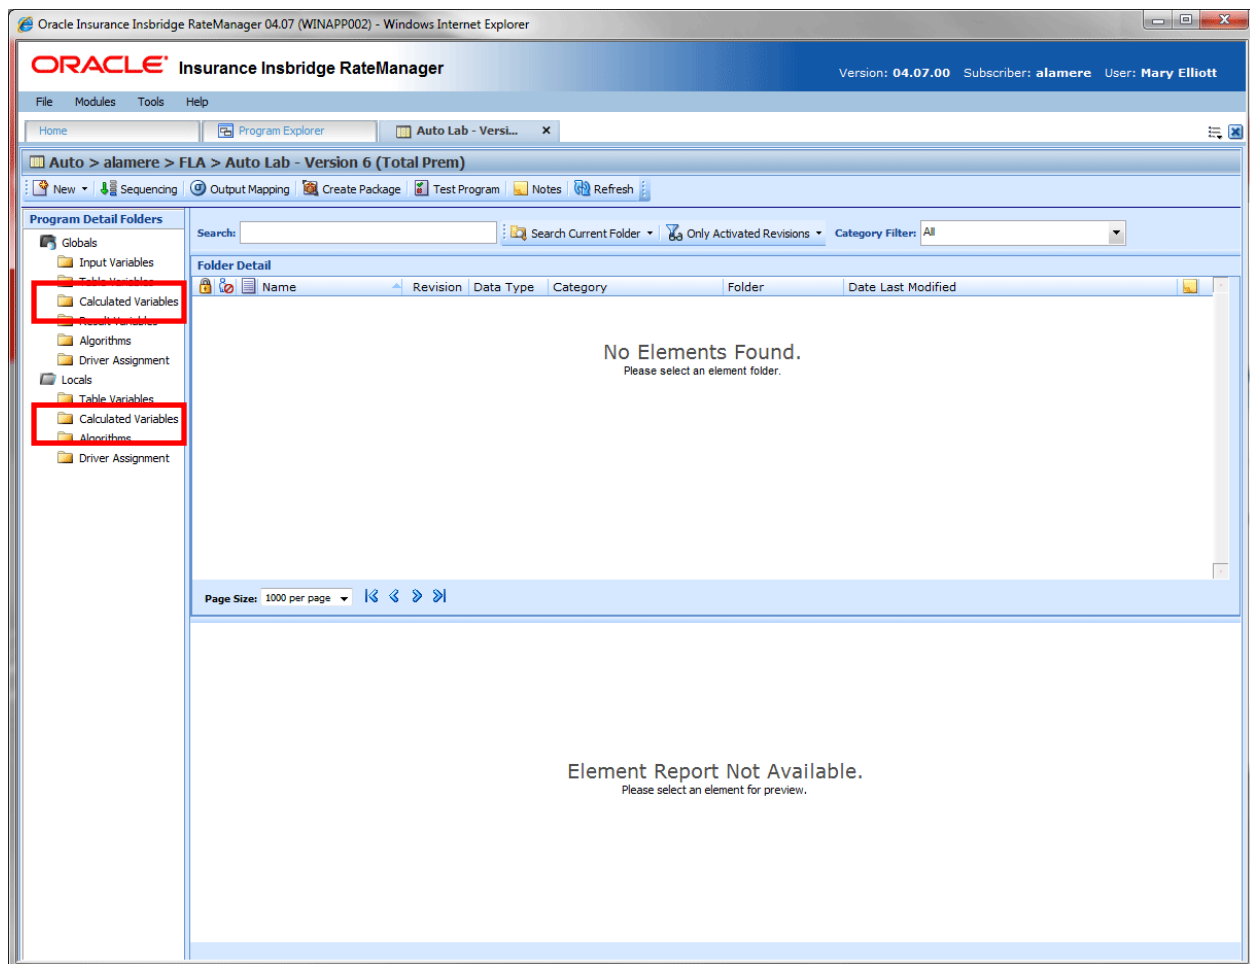 Oracle Insurance Insbridge RateManager 04.07 (WINAPP002) - Windows Internet Explorer
ORACLE® Insurance Insbridge RateManager
Version: 04.07.00 Subscriber: alamere User: Mary Elliott
File Modules Tools Help
Home Program Explorer Auto Lab - Versi...
Auto > alamere > FLA > Auto Lab - Version 6 (Total Prem)
New Sequencing Output Mapping Create Package Test Program Notes Refresh
Program Detail Folders
Globals
Input Variables
Table Variables
Calculated Variables
Result Variables
Algorithms
Driver Assignment
Locals
Table Variables
Calculated Variables
Algorithms
Driver Assignment
Search: Search Current Folder Only Activated Revisions Category Filter: All
Folder Detail
Name Revision Data Type Category Folder Date Last Modified
No Elements Found.
Please select an element folder.
Page Size: 1000 per page
Element Report Not Available.
Please select an element for preview.